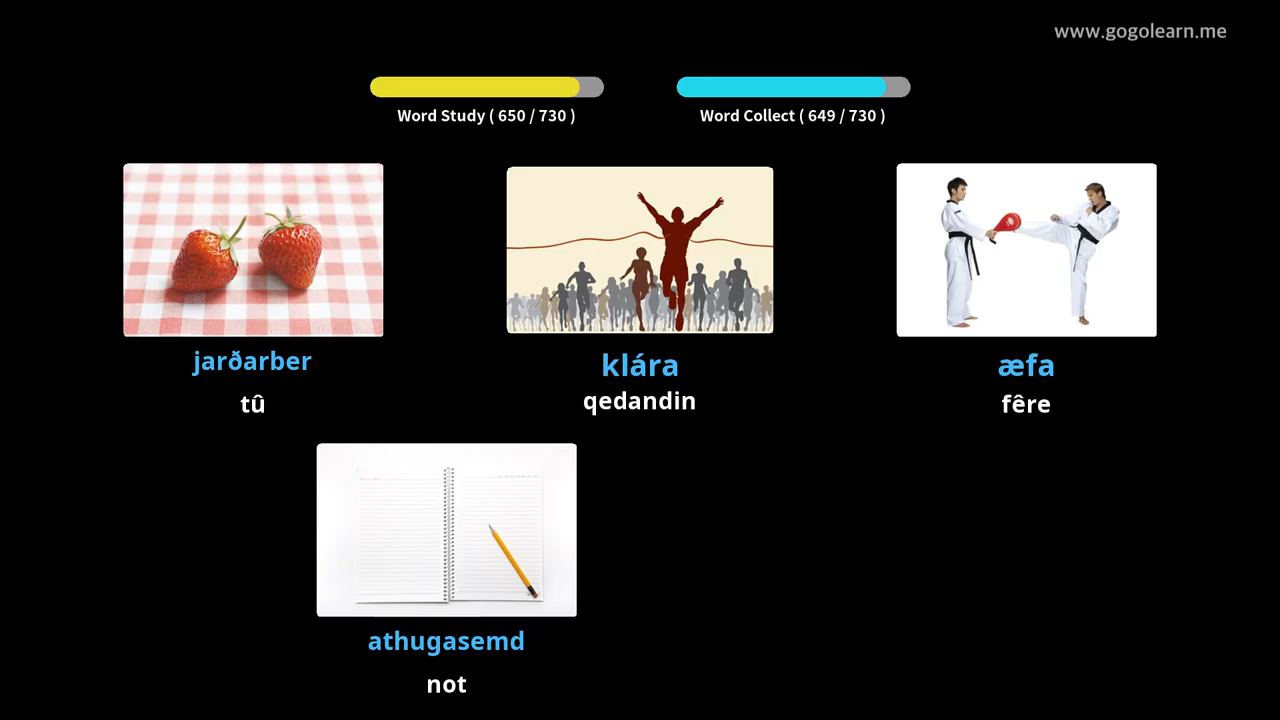 www.gogolearn.me
Word Study ( 650 / 730 )
Word Collect ( 649 / 730 )
jarðarber
tû
klára
qedandin
æfa
fêre
athugasemd
not